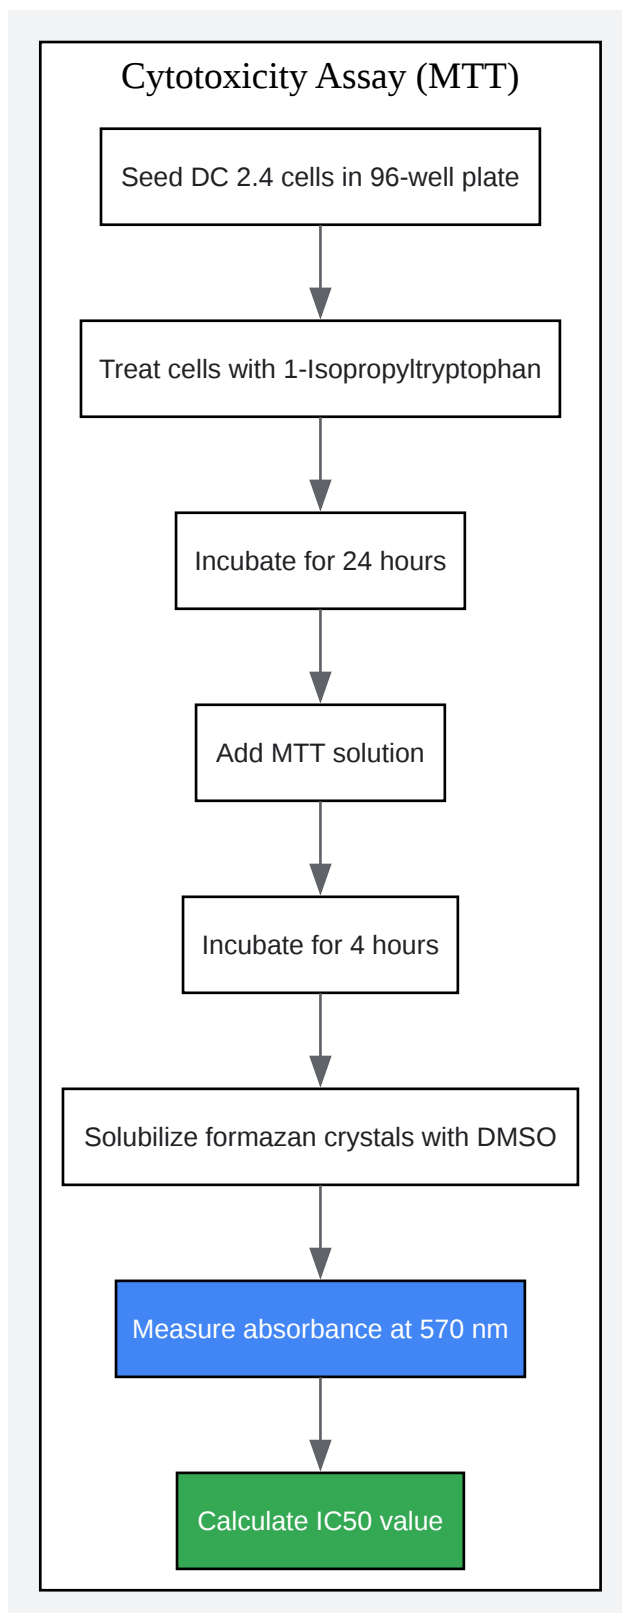 Cytotoxicity Assay (MTT)
Seed DC 2.4 cells in 96-well plate
Treat cells with 1-Isopropyltryptophan
Incubate for 24 hours
Add MTT solution
Incubate for 4 hours
Solubilize formazan crystals with DMSO
Measure absorbance at 570 nm
Calculate IC50 value